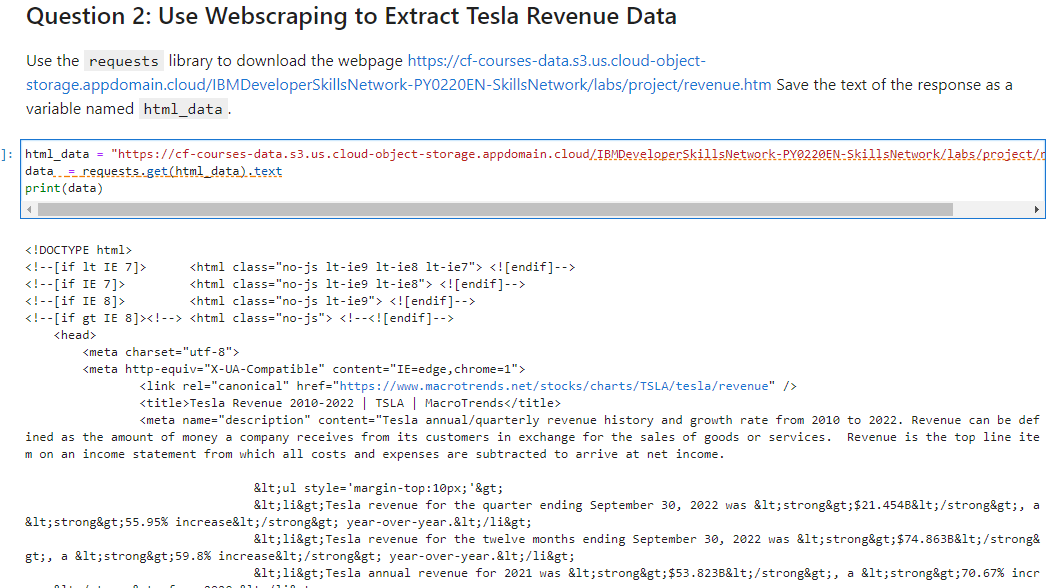 Question 2: Use Webscraping to Extract Tesla Revenue Data
Use the requests library to download the webpage https://cf-courses-data.s3.us.cloud-object-
storage.appdomain.cloud/IBMDeveloperSkillsNetwork-PY0220EN-SkillsNetwork/labs/project/revenue.htm Save the text of the response as a
variable named html_data.
]: html_data = "https://cf-courses-data.s3.us.cloud-object-storage.appdomain.cloud/IBMDeveloperSkillsNetwork-PY0220EN-SkillsNetwork/labs/project/
data  = requests.get(html_data).text
print(data)
<!DOCTYPE html>
<!--[if lt IE 7]>      <html class="no-js lt-ie9 lt-ie8 lt-ie7"> <![endif]-->
<!--[if IE 7]>         <html class="no-js lt-ie9 lt-ie8"> <![endif]-->
<!--[if IE 8]>         <html class="no-js lt-ie9"> <![endif]-->
<!--[if gt IE 8]><!--> <html class="no-js"> <!--<![endif]-->
    <head>
        <meta charset="utf-8">
        <meta http-equiv="X-UA-Compatible" content="IE=edge,chrome=1">
                <link rel="canonical" href="https://www.macrotrends.net/stocks/charts/TSLA/tesla/revenue" />
                <title>Tesla Revenue 2010-2022 | TSLA | MacroTrends</title>
                <meta name="description" content="Tesla annual/quarterly revenue history and growth rate from 2010 to 2022. Revenue can be def
ined as the amount of money a company receives from its customers in exchange for the sales of goods or services.  Revenue is the top line ite
m on an income statement from which all costs and expenses are subtracted to arrive at net income.
                                &lt;ul style='margin-top:10px;'&gt;
                                &lt;li&gt;Tesla revenue for the quarter ending September 30, 2022 was &lt;strong&gt;$21.454B&lt;/strong&gt;, a
&lt;strong&gt;55.95% increase&lt;/strong&gt; year-over-year.&lt;/li&gt;
                                &lt;li&gt;Tesla revenue for the twelve months ending September 30, 2022 was &lt;strong&gt;$74.863B&lt;/strong&
gt;, a &lt;strong&gt;59.8% increase&lt;/strong&gt; year-over-year.&lt;/li&gt;
                                &lt;li&gt;Tesla annual revenue for 2021 was &lt;strong&gt;$53.823B&lt;/strong&gt;, a &lt;strong&gt;70.67% incr